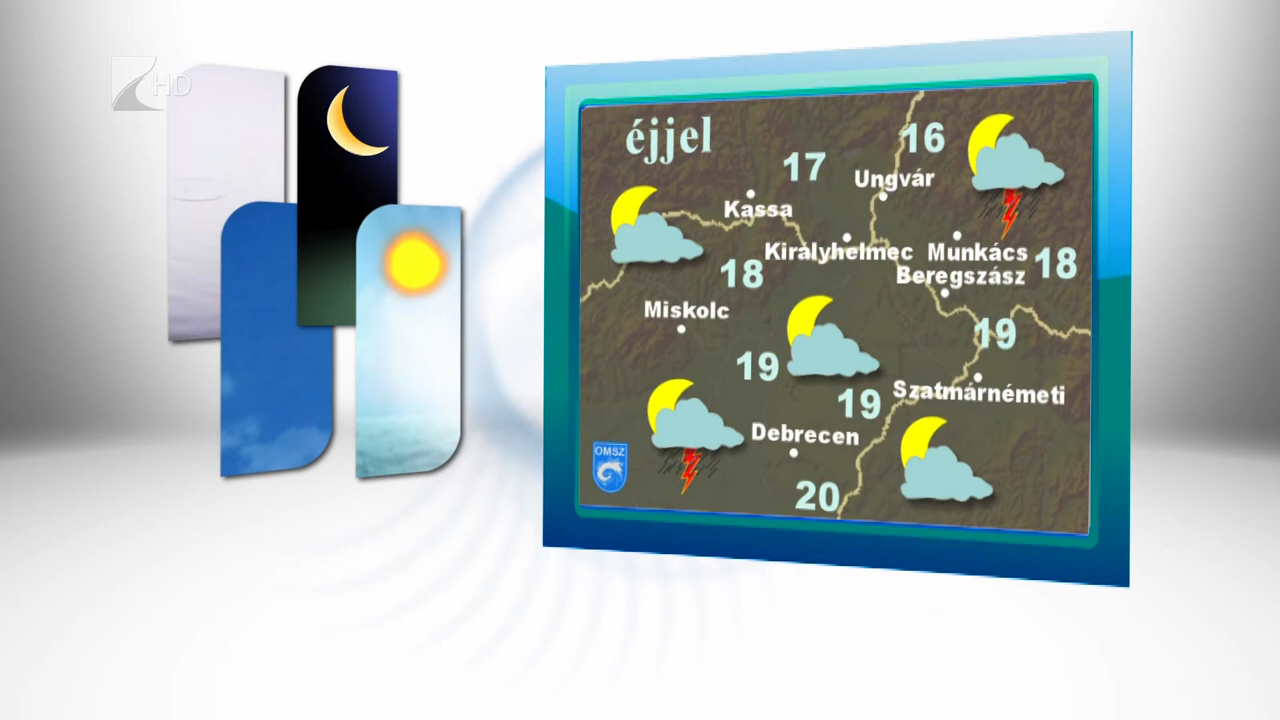 HD
éjjel
16
17
Ungvár
Kassa
Királyhelmec
Munkács
18
18
Beregszász
Miskolc
19
19
19
Szatmárnémeti
Debrecen
OMSZ
20